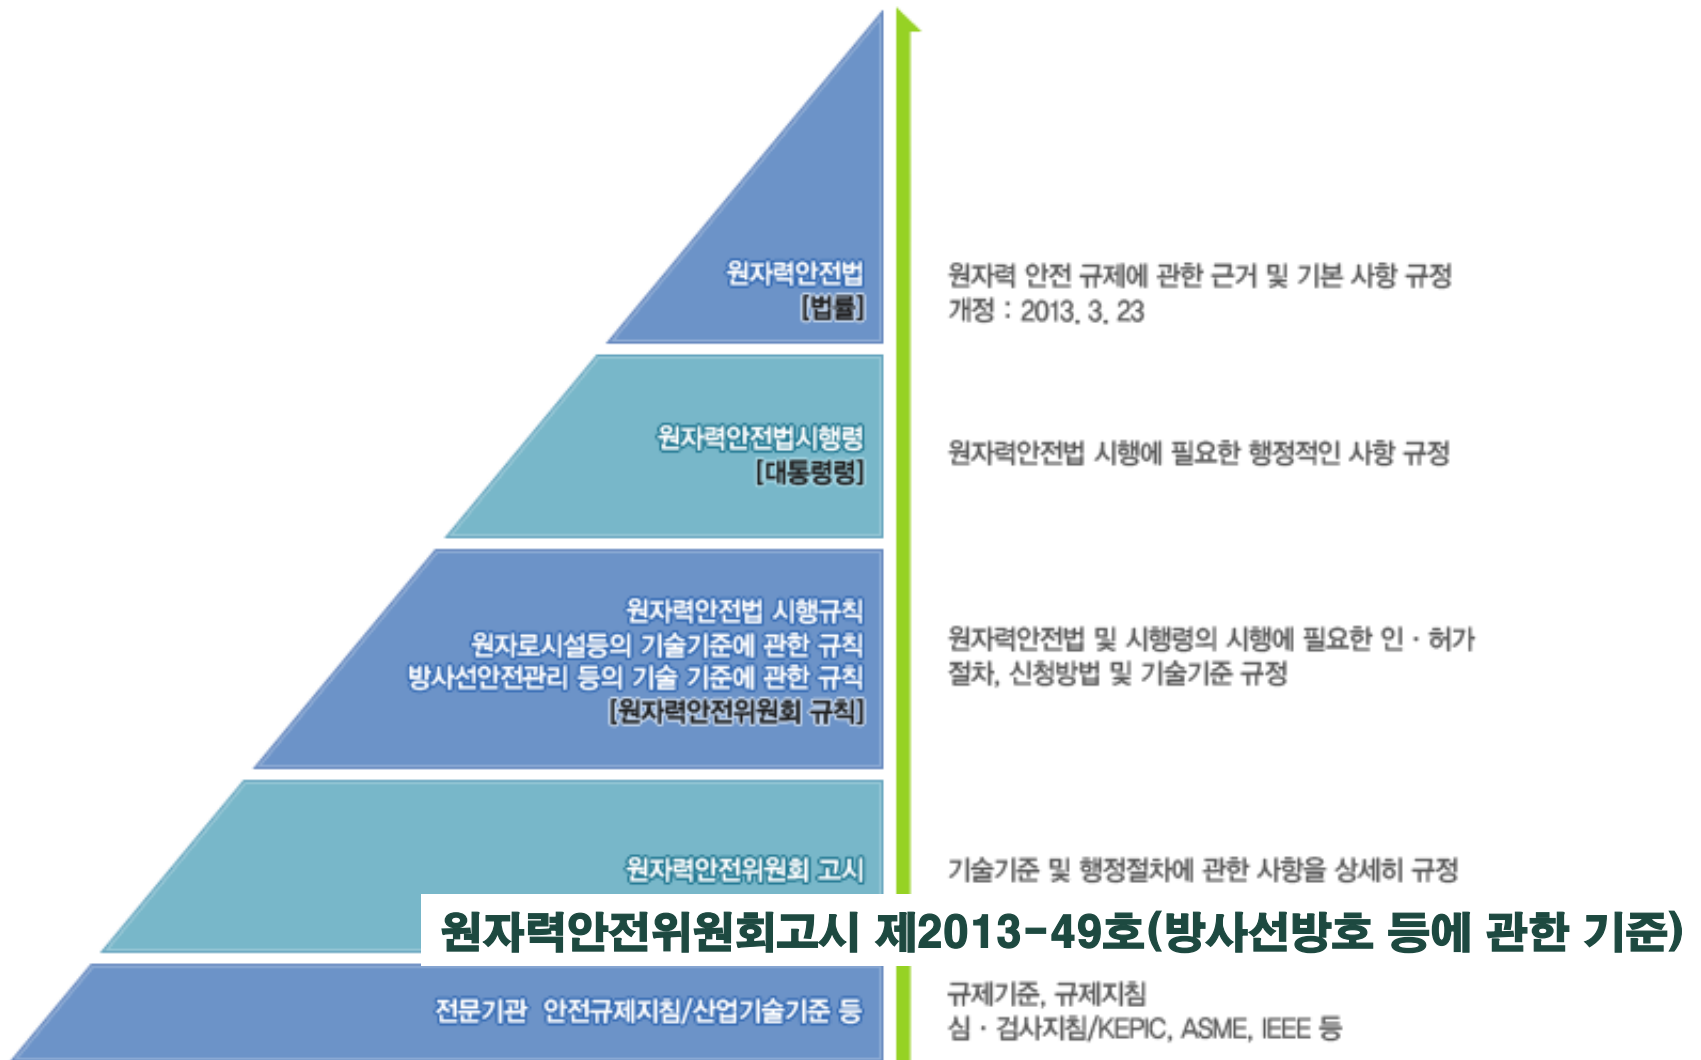 원자력안전법
[법률]
원자력 안전 규제에 관한 근거 및 기본 사항 규정
개정 : 2013. 3. 23
원자력안전법시행령
[대통령령]
원자력안전법 시행에 필요한 행정적인 사항 규정
원자력안전법 시행규칙
원자로시설등의 기술기준에 관한 규칙
방사선안전관리 등의 기술 기준에 관한 규칙
[원자력안전위원회 규칙]
원자력안전법 및 시행령의 시행에 필요한 인 · 허가
절차, 신청방법 및 기술기준 규정
원자력안전위원회 고시
기술기준 및 행정절차에 관한 사항을 상세히 규정
원자력안전위원회고시 제2013-49호(방사선방호 등에 관한 기준)
전문기관 안전규제지침/산업기술기준 등
규제기준, 규제지침
심 · 검사지침/KEPIC, ASME, IEEE 등